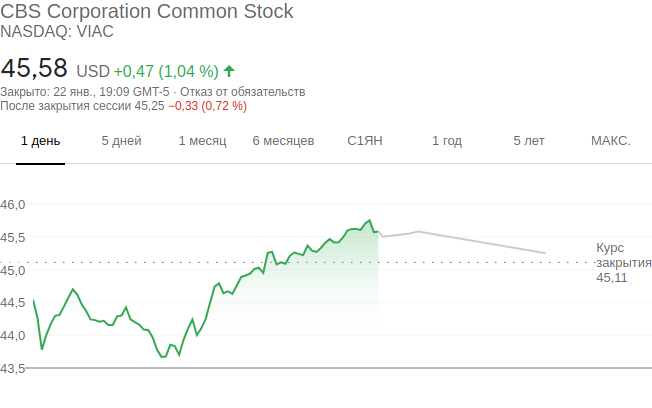 CBS Corporation Common Stock
NASDAQ: VIAC
45,58 USD +0,47 (1,04 %)
Закрыто: 22 янв., 19:09 GMT-5 · Отказ от обязательств
После закрытия сессии 45,25 −0,33 (0,72 %)
1 день 5 дней 1 месяц 6 месяцев С1ЯН 1 год 5 лет МАКС.
46,0
45,5
Курс
закрытия
45,11
45,0
44,5
44,0
43,5